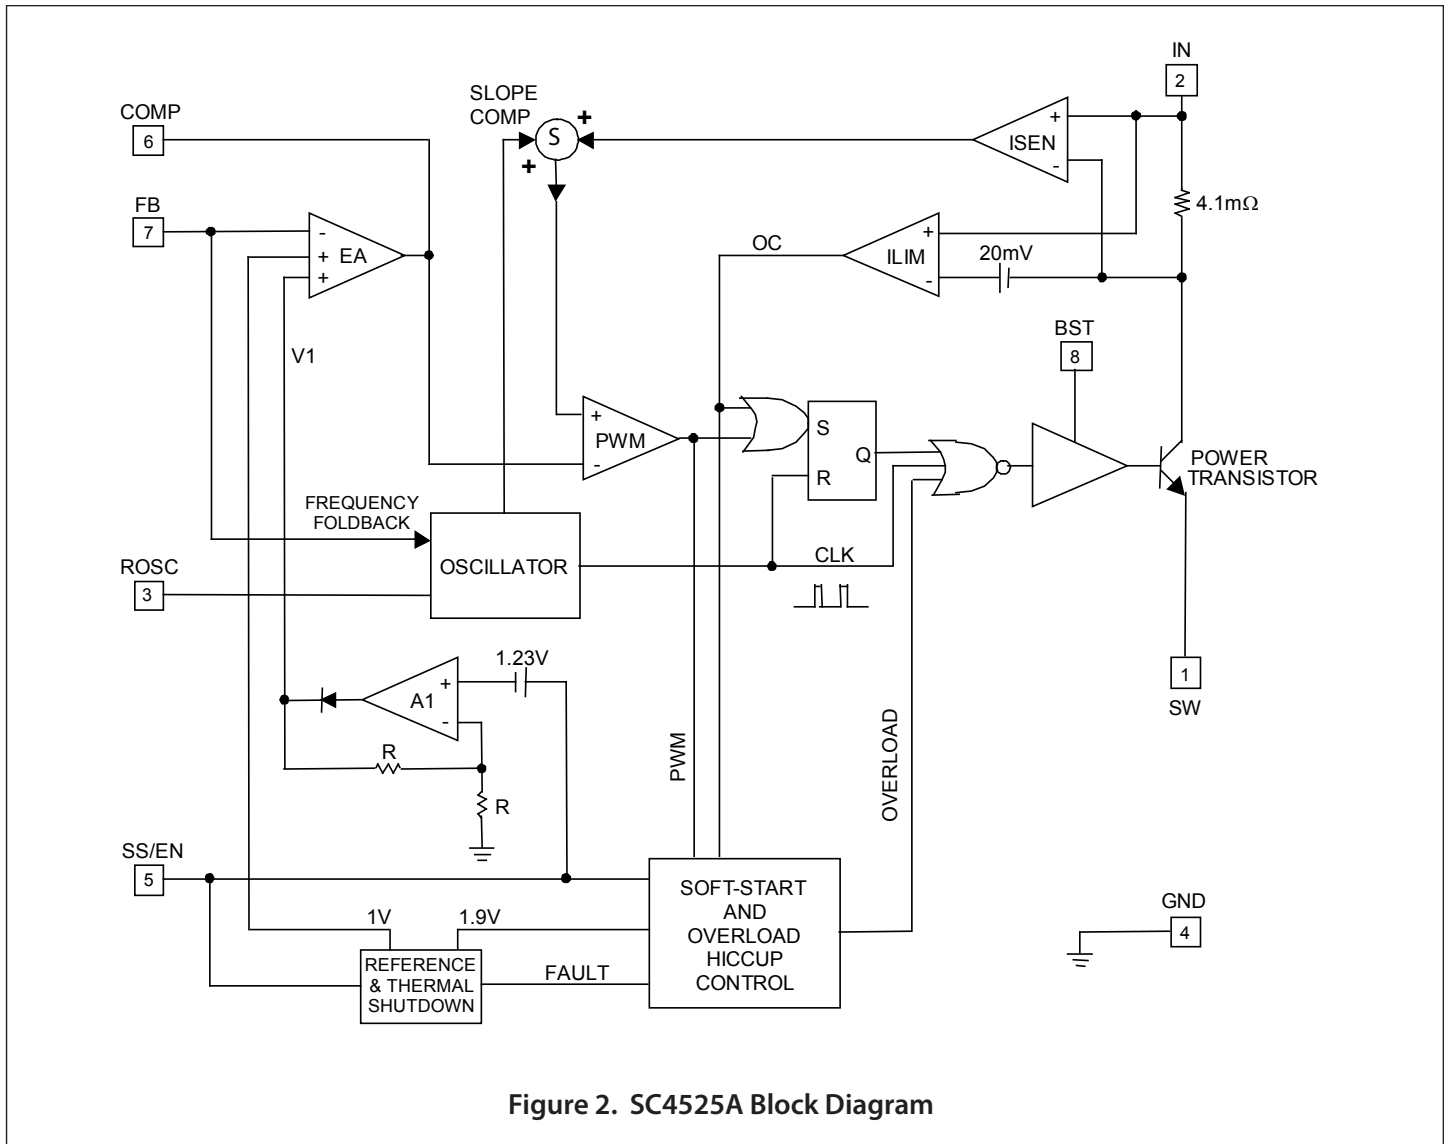 IN
2
SLOPE
COMP
COMP
6
+
S
+
+
ISEN
-
FB
7
4.1mΩ
-
+
EA
+
OC
+
ILIM
-
20mV
V1
BST
8
+
PWM
-
S
Q
R
POWER
TRANSISTOR
FREQUENCY
FOLDBACK
OSCILLATOR
CLK
ROSC
3
1.23V
+
A1
-
1
SW
R
R
PWM
OVERLOAD
SS/EN
5
SOFT-START
AND
OVERLOAD
HICCUP
CONTROL
1V
1.9V
REFERENCE
& THERMAL
SHUTDOWN
FAULT
GND
4
Figure 2. SC4525A Block Diagram